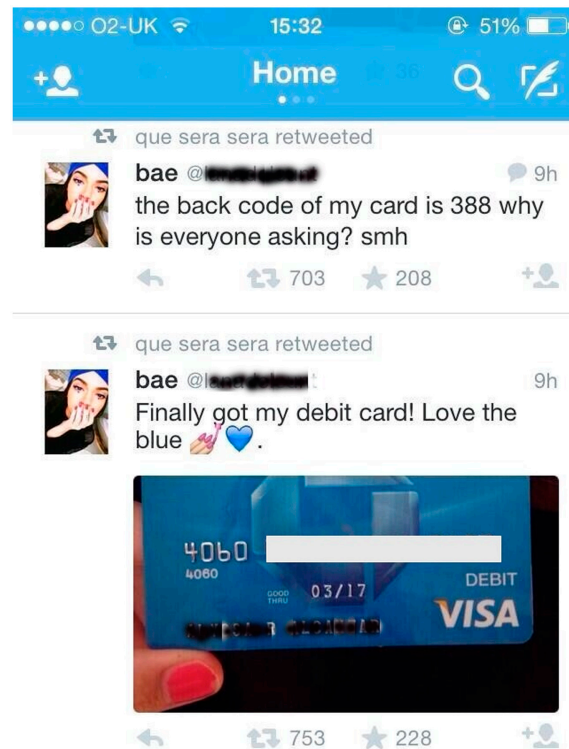 O2-UK 15:32 51%
Home
que sera sera retweeted
bae @ 9h
the back code of my card is 388 why
is everyone asking? smh
703 208
que sera sera retweeted
bae @ 9h
Finally got my debit card! Love the
blue 💅💙.
4060
4060
DEBIT
GOOD
THRU 03/17
VISA
753 228